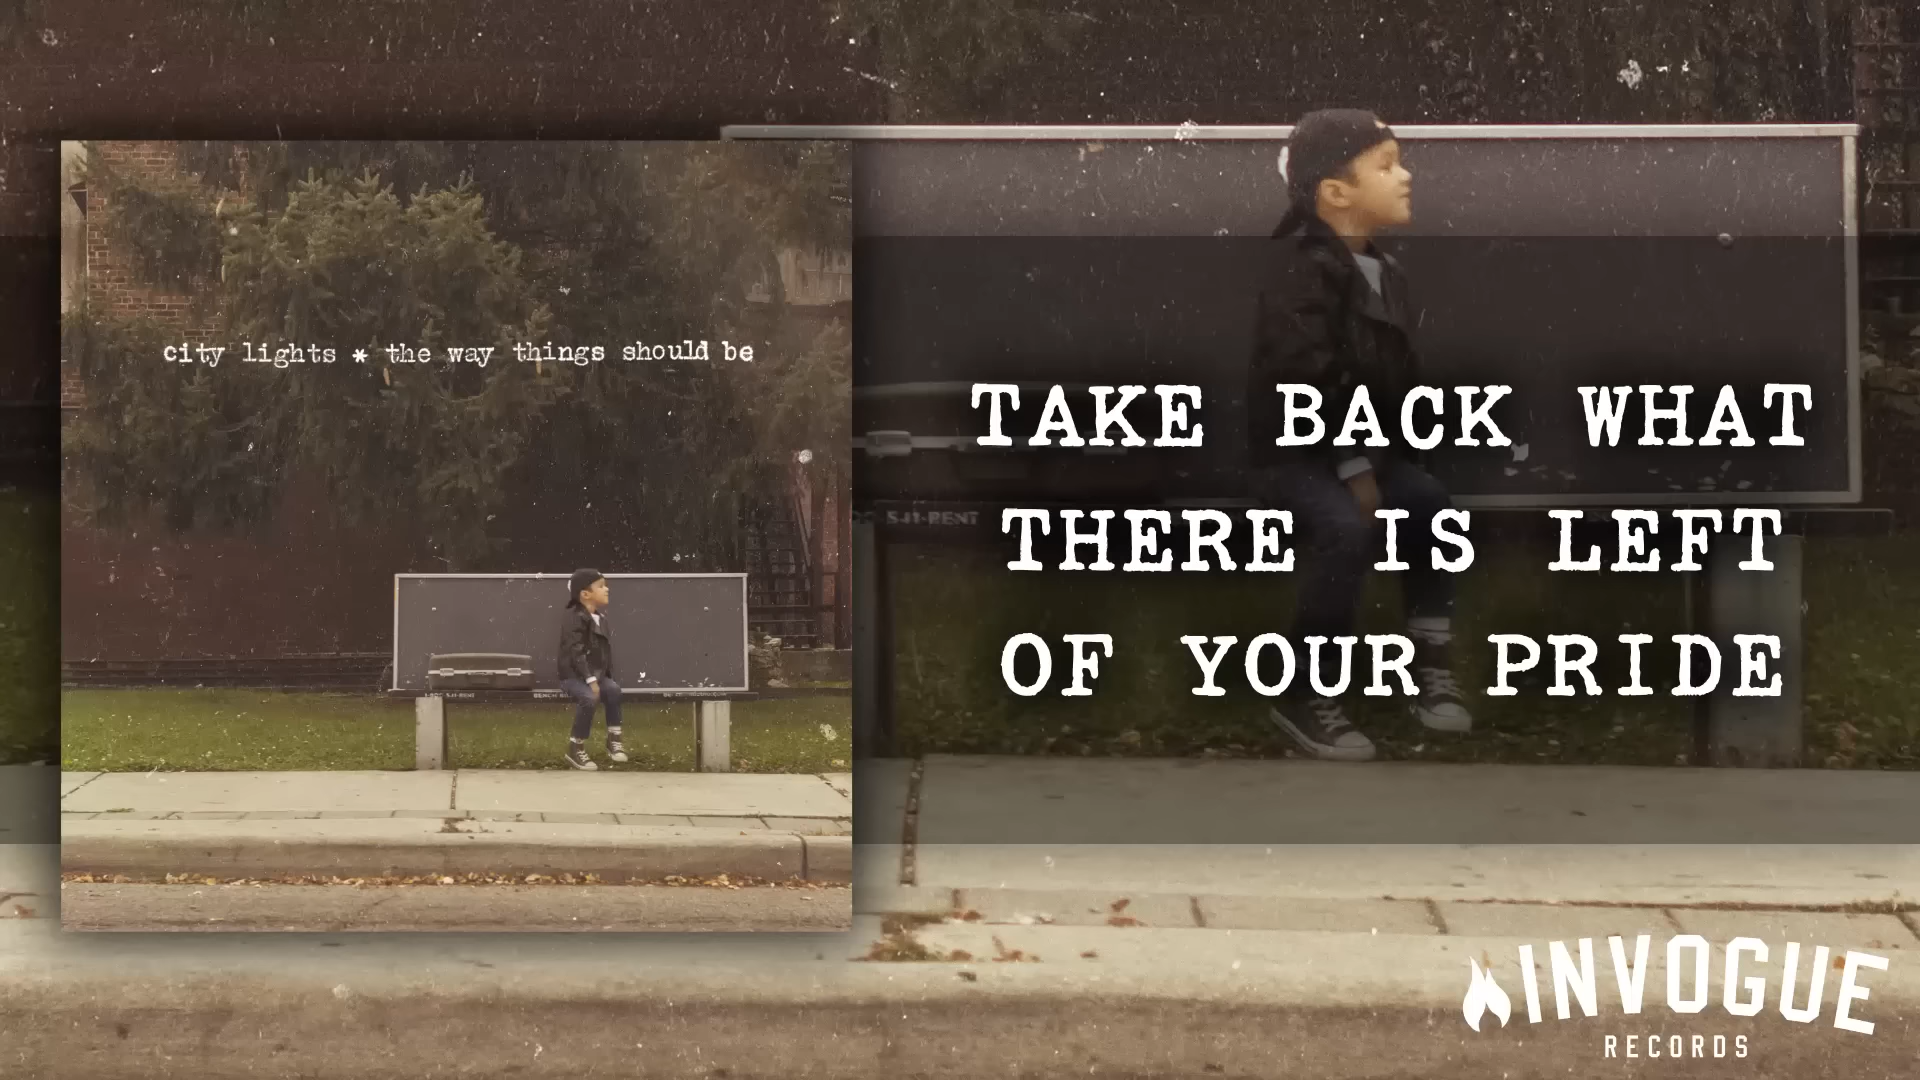 city lights * the way things should be
TAKE BACK WHAT
THERE IS LEFT
OF YOUR PRIDE
INVOGUE
RECORDS